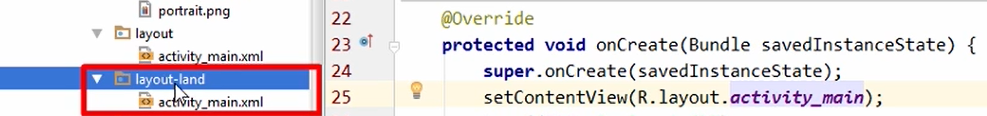 portrait.png
layout
activity_main.xml
layout-land
activity_main.xml
22 @Override
23 protected void onCreate(Bundle savedInstanceState) {
24 super.onCreate(savedInstanceState);
25 setContentView(R.layout.activity_main);